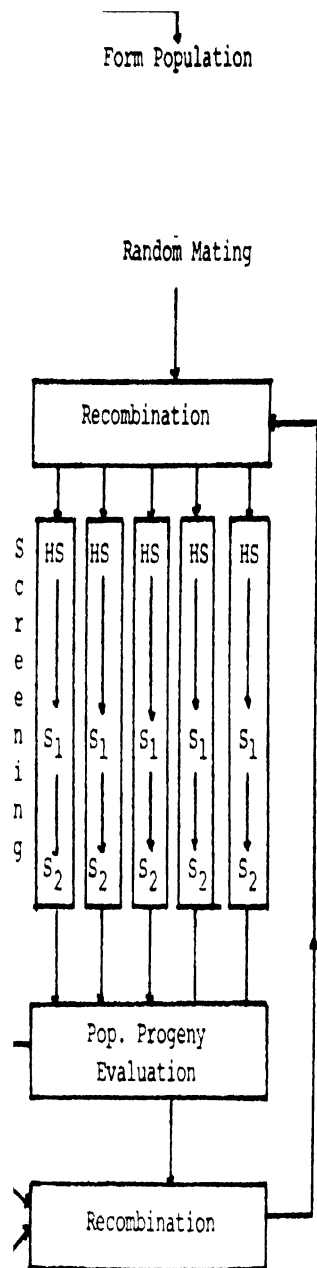 Form Population
Random Mating
Recombination
Screening
HS HS HS HS HS
S1 S1 S1 S1 S1
S2 S2 S2 S2 S2
Pop. Progeny
Evaluation
Recombination